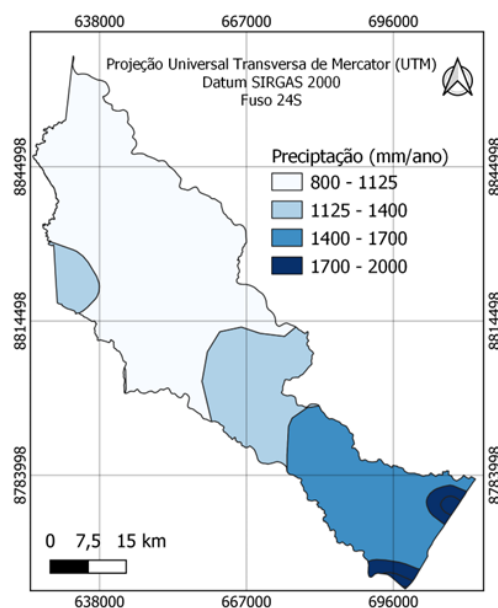 638000 667000 696000
Projeção Universal Transversa de Mercator (UTM)
Datum SIRGAS 2000
Fuso 24S
Preciptação (mm/ano)
800 - 1125
1125 - 1400
1400 - 1700
1700 - 2000
8844998 8844998
8814498 8814498
8783998 8783998
0 7,5 15 km
638000 667000 696000